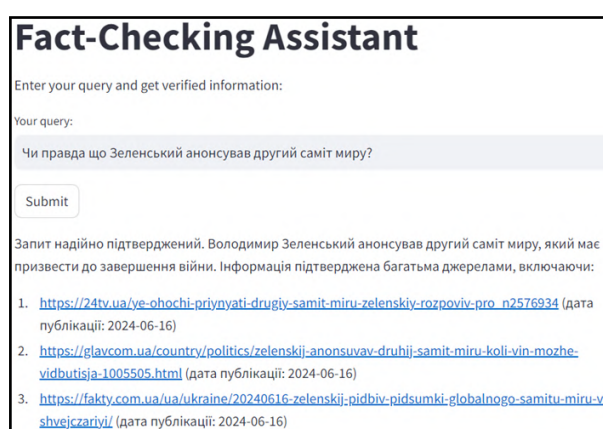 Fact-Checking Assistant
Enter your query and get verified information:
Your query:
Чи правда що Зеленський анонсував другий саміт миру?
Submit
Запит надійно підтверджений. Володимир Зеленський анонсував другий саміт миру, який має
призвести до завершення війни. Інформація підтверджена багатьма джерелами, включаючи:
1. https://24tv.ua/ye-ohochi-priynyati-drugiy-samit-miru-zelenskiy-rozpoviv-pro_n2576934 (дата
публікації: 2024-06-16)
2. https://glavcom.ua/country/politics/zelenskij-anonsuvav-druhij-samit-miru-koli-vin-mozhe-
vidbutisja-1005505.html (дата публікації: 2024-06-16)
3. https://fakty.com.ua/ua/ukraine/20240616-zelenskij-pidbiv-pidsumki-globalnogo-samitu-miru-v
shvejczariyi/ (дата публікації: 2024-06-16)